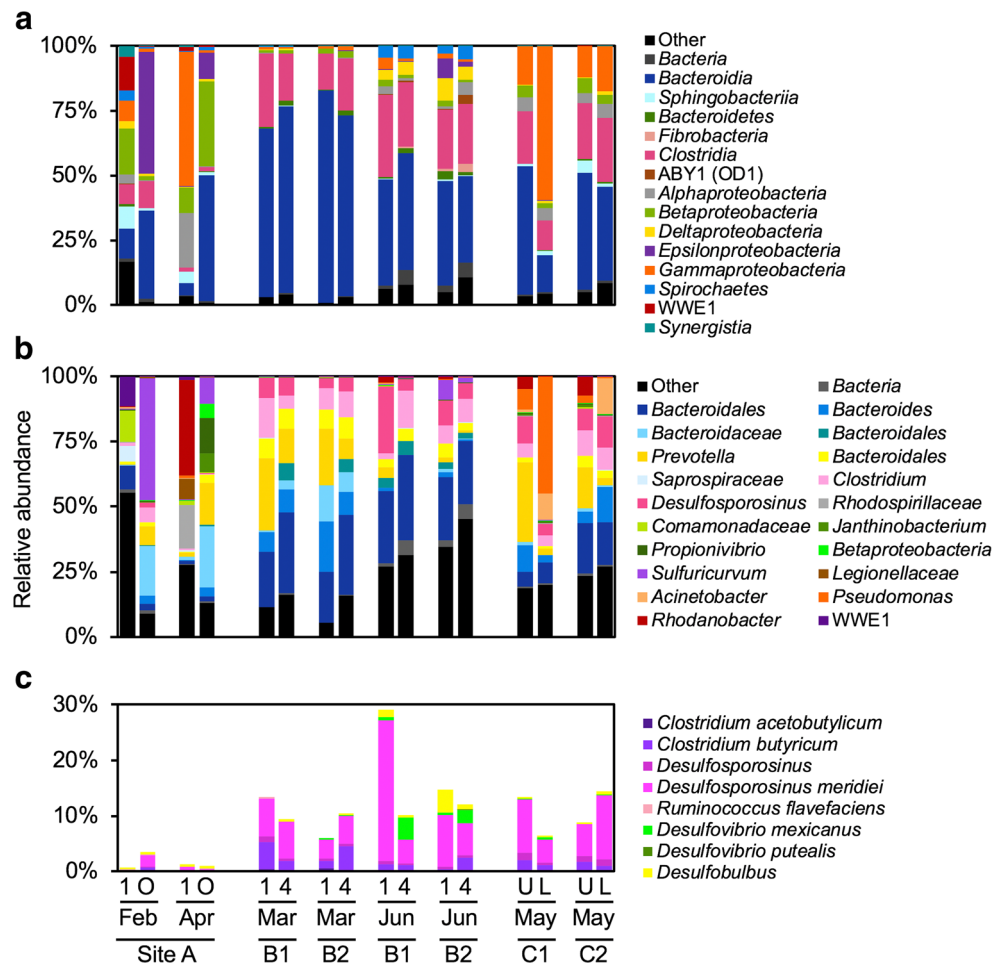 a
100%
75%
50%
25%
0%
Other
Bacteria
Bacteroidia
Sphingobacteriia
Bacteroidetes
Fibrobacteria
Clostridia
ABY1 (OD1)
Alphaproteobacteria
Betaproteobacteria
Deltaproteobacteria
Epsilonproteobacteria
Gammaproteobacteria
Spirochaetes
WWE1
Synergistia
b
Relative abundance
100%
75%
50%
25%
0%
Other Bacteria
Bacteroidales Bacteroides
Bacteroidaceae Bacteroidales
Prevotella Bacteroidales
Saprospiraceae Clostridium
Desulfosporosinus Rhodospirillaceae
Comamonadaceae Janthinobacterium
Propionivibrio Betaproteobacteria
Sulfuricurvum Legionellaceae
Acinetobacter Pseudomonas
Rhodanobacter WWE1
c
30%
20%
10%
0%
Clostridium acetobutylicum
Clostridium butyricum
Desulfosporosinus
Desulfosporosinus meridiei
Ruminococcus flavefaciens
Desulfovibrio mexicanus
Desulfovibrio putealis
Desulfobulbus
1 O 1 O 1 4 1 4 1 4 1 4 U L U L
Feb Apr Mar Mar Jun Jun May May
Site A B1 B2 B1 B2 C1 C2